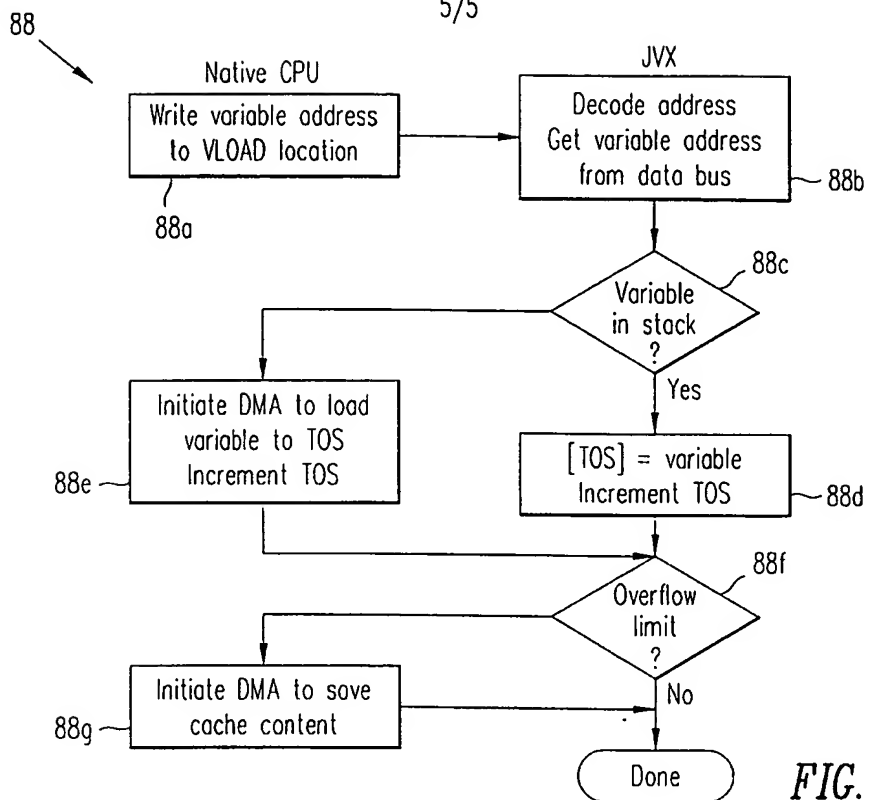 5/5
88
Native CPU
JVX
Write variable address
to VLOAD location
88a
Decode address
Get variable address
from data bus
88b
88c
Variable
in stack
?
Yes
Initiate DMA to load
variable to TOS
Increment TOS
88e
[TOS] = variable
Increment TOS
88d
88f
Overflow
limit
?
No
Initiate DMA to save
cache content
88g
Done
FIG.